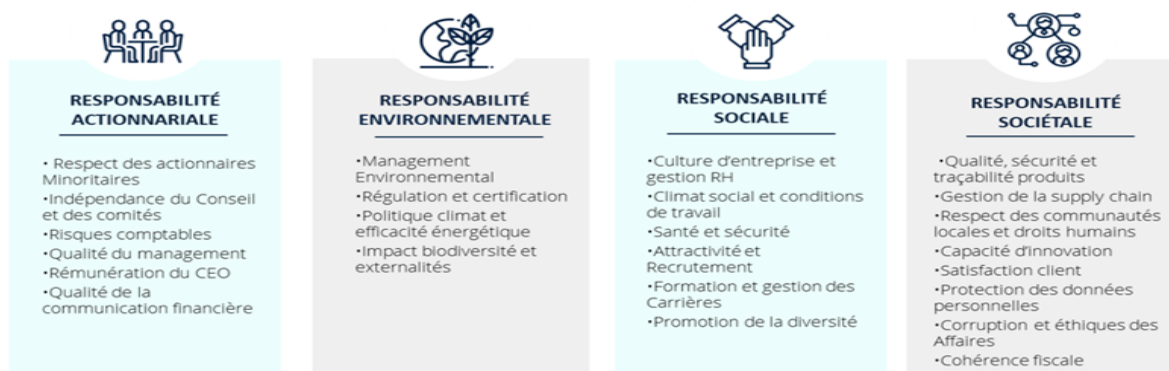 RESPONSABILITÉ
ACTIONNARIALE
• Respect des actionnaires
Minoritaires
•Indépendance du Conseil
et des comités
•Risques comptables
•Qualité du management
•Rémunération du CEO
•Qualité de la
communication financière
RESPONSABILITÉ
ENVIRONNEMENTALE
•Management
Environnemental
•Régulation et certification
•Politique climat et
efficacité énergétique
•Impact biodiversité et
externalités
RESPONSABILITÉ
SOCIALE
•Culture d'entreprise et
gestion RH
•Climat social et conditions
de travail
•Santé et sécurité
•Attractivité et
Recrutement
•Formation et gestion des
Carrières
•Promotion de la diversité
RESPONSABILITÉ
SOCIÉTALE
•Qualité, sécurité et
traçabilité produits
•Gestion de la supply chain
•Respect des communautés
locales et droits humains
•Capacité d'innovation
•Satisfaction client
•Protection des données
personnelles
•Corruption et éthiques des
Affaires
•Cohérence fiscale